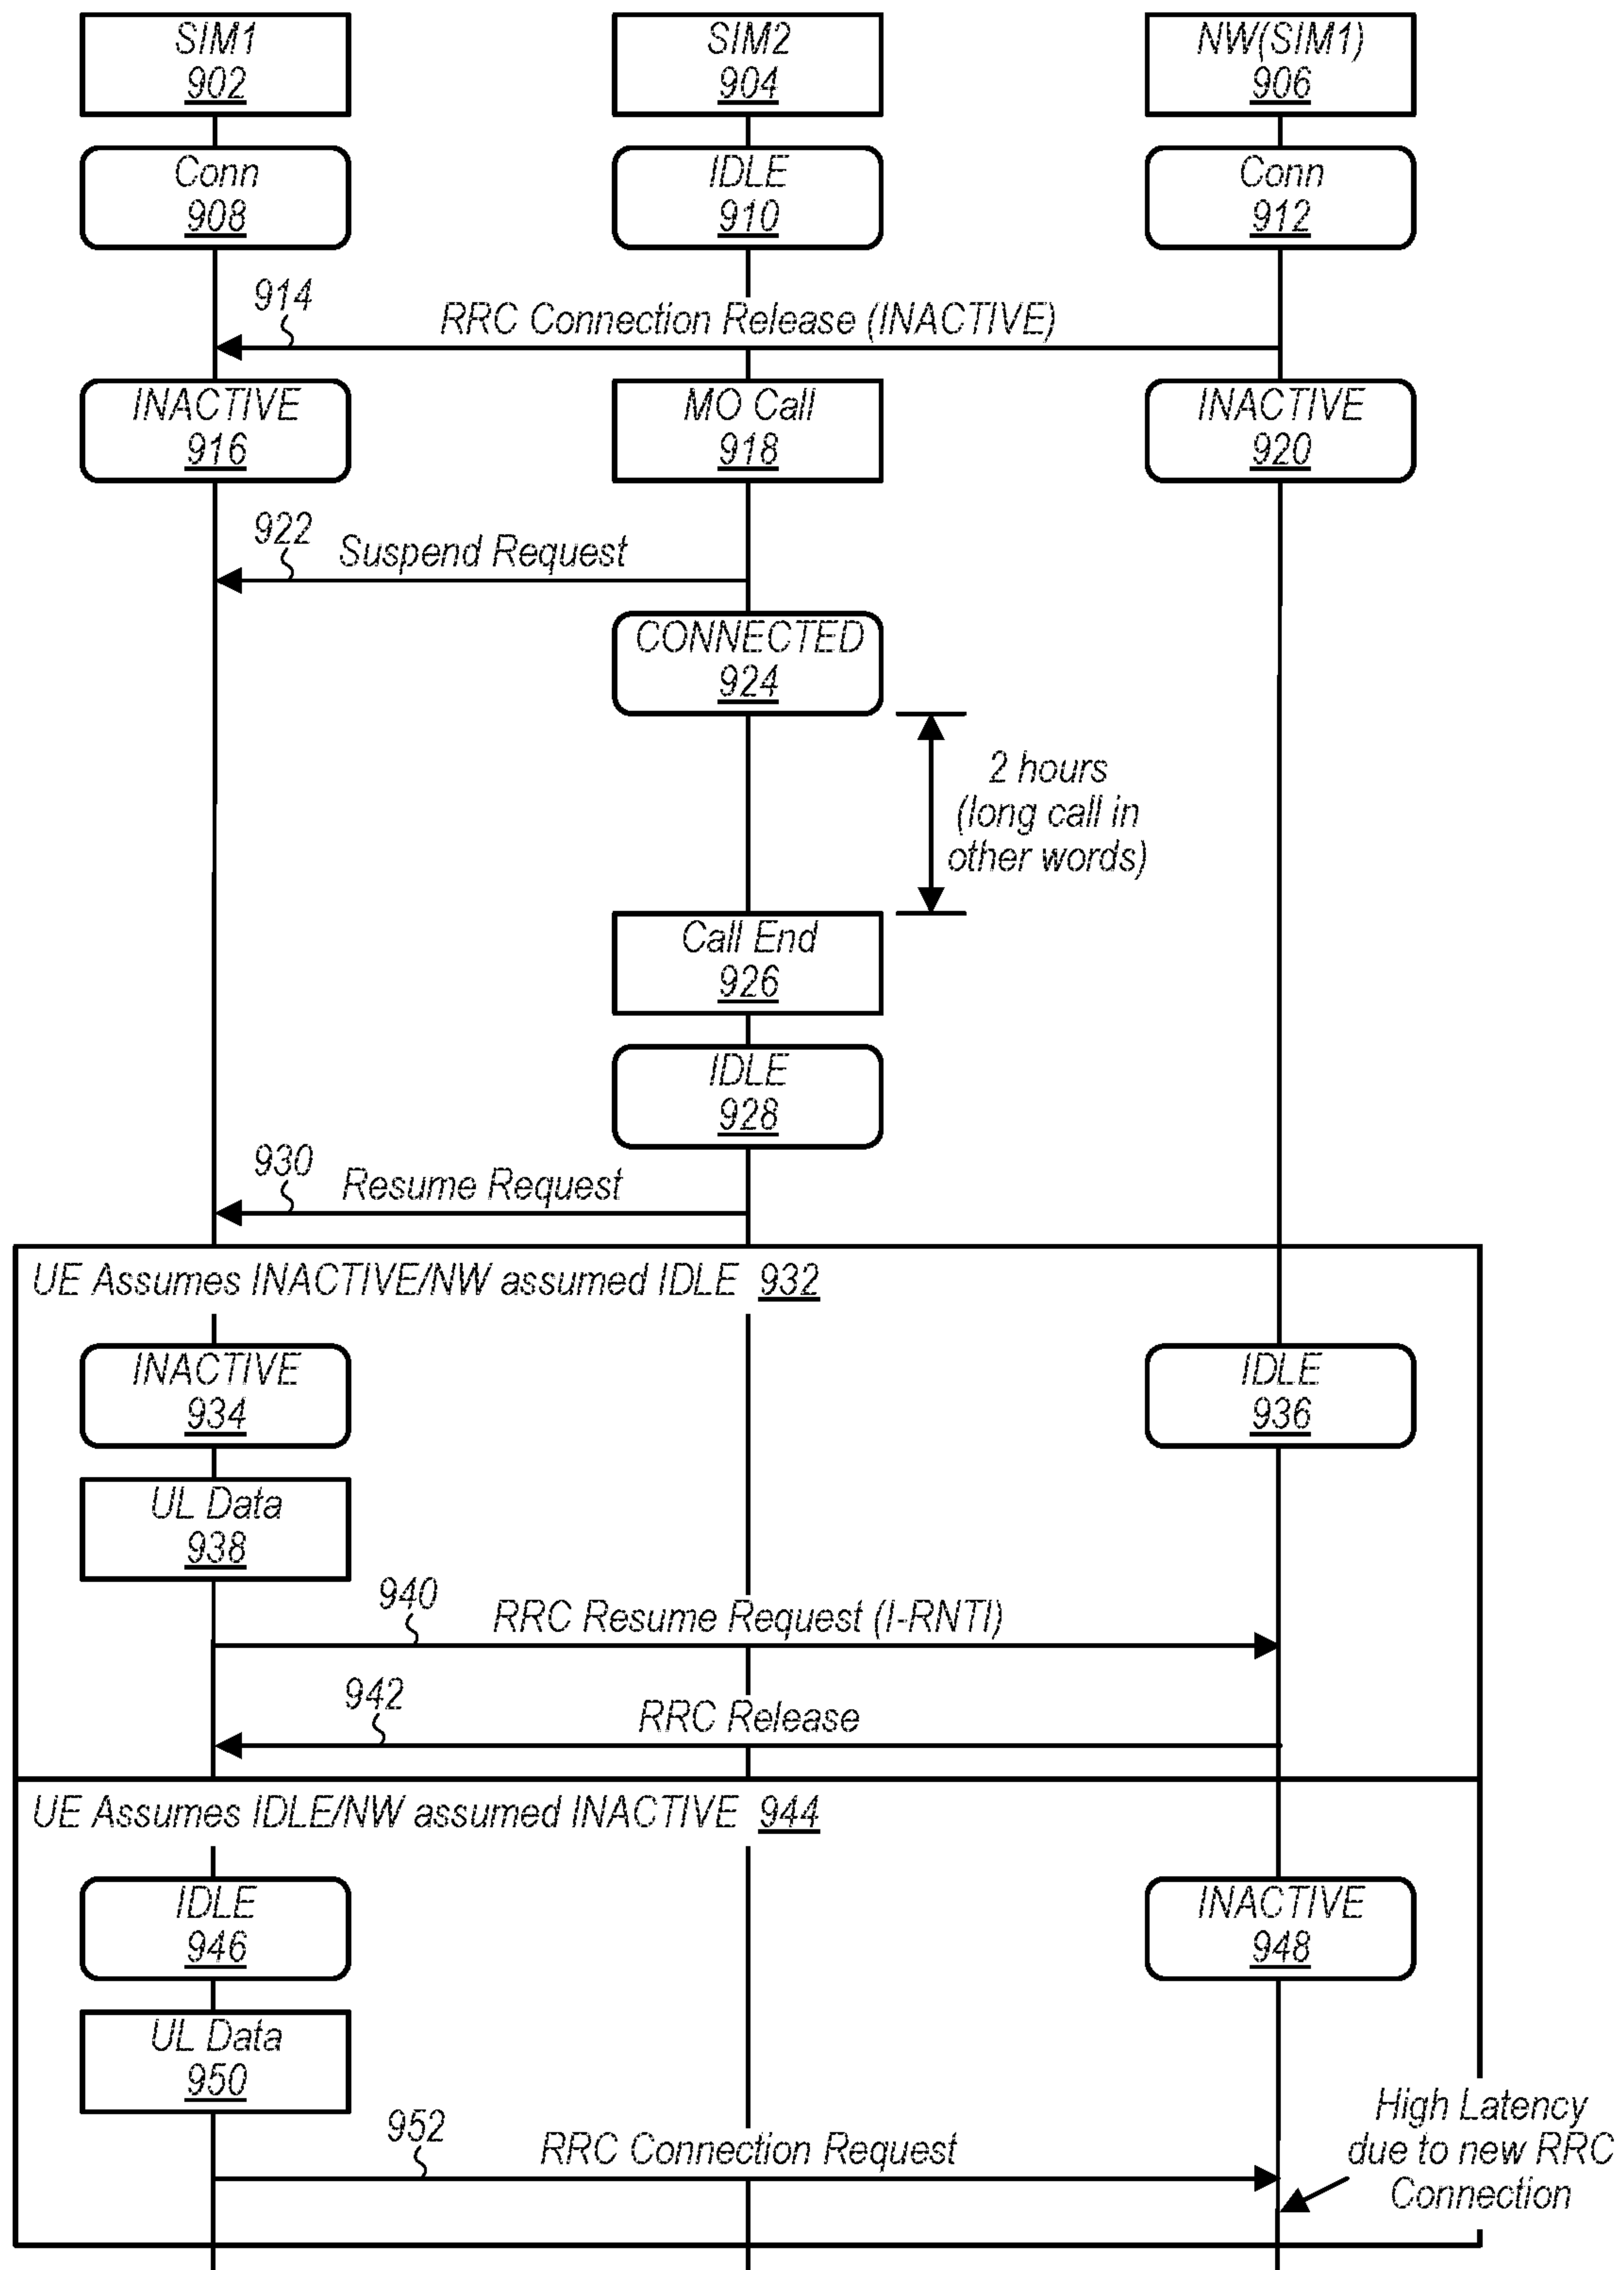 SIM1
902
SIM2
904
NW(SIM1)
906
Conn
908
IDLE
910
Conn
912
914
RRC Connection Release (INACTIVE)
INACTIVE
916
MO Call
918
INACTIVE
920
922
Suspend Request
CONNECTED
924
2 hours
(long call in
other words)
Call End
926
IDLE
928
930
Resume Request
UE Assumes INACTIVE/NW assumed IDLE 932
INACTIVE
934
IDLE
936
UL Data
938
940
RRC Resume Request (I-RNTI)
942
RRC Release
UE Assumes IDLE/NW assumed INACTIVE 944
IDLE
946
INACTIVE
948
UL Data
950
952
RRC Connection Request
High Latency
due to new RRC
Connection